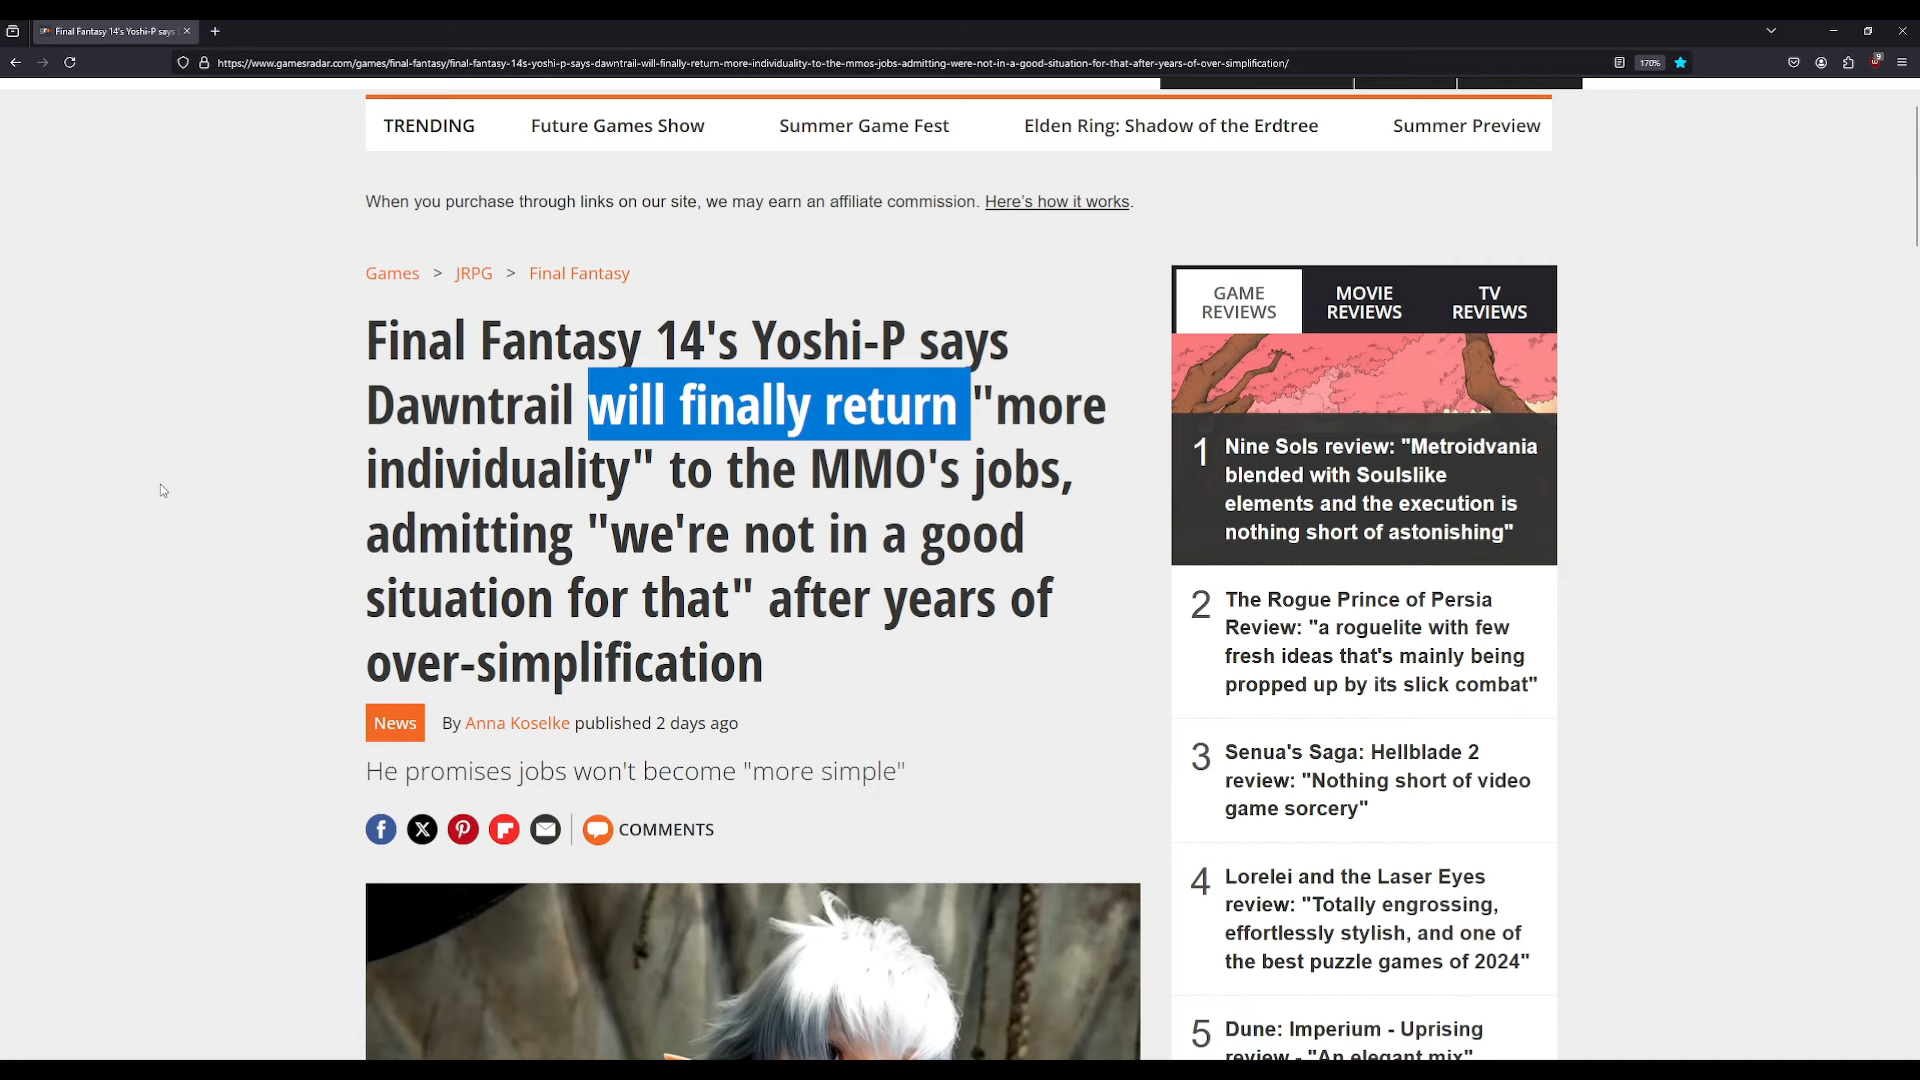 Final Fantasy 14's Yoshi-P says
https://www.gamesradar.com/games/final-fantasy/final-fantasy-14s-yoshi-p-says-dawntrail-will-finally-return-more-individuality-to-the-mmos-jobs-admitting-were-not-in-a-good-situation-for-that-after-years-of-over-simplification/
170%
9
TRENDING
Future Games Show
Summer Game Fest
Elden Ring: Shadow of the Erdtree
Summer Preview
When you purchase through links on our site, we may earn an affiliate commission. Here's how it works.
Games > JRPG > Final Fantasy
Final Fantasy 14's Yoshi-P says
Dawntrail will finally return "more
individuality" to the MMO's jobs,
admitting "we're not in a good
situation for that" after years of
over-simplification
News
By Anna Koselke published 2 days ago
He promises jobs won't become "more simple"
COMMENTS
GAME
REVIEWS
MOVIE
REVIEWS
TV
REVIEWS
1
Nine Sols review: "Metroidvania
blended with Soulslike
elements and the execution is
nothing short of astonishing"
2
The Rogue Prince of Persia
Review: "a roguelite with few
fresh ideas that's mainly being
propped up by its slick combat"
3
Senua's Saga: Hellblade 2
review: "Nothing short of video
game sorcery"
4
Lorelei and the Laser Eyes
review: "Totally engrossing,
effortlessly stylish, and one of
the best puzzle games of 2024"
5
Dune: Imperium - Uprising
review - "An elegant mix"